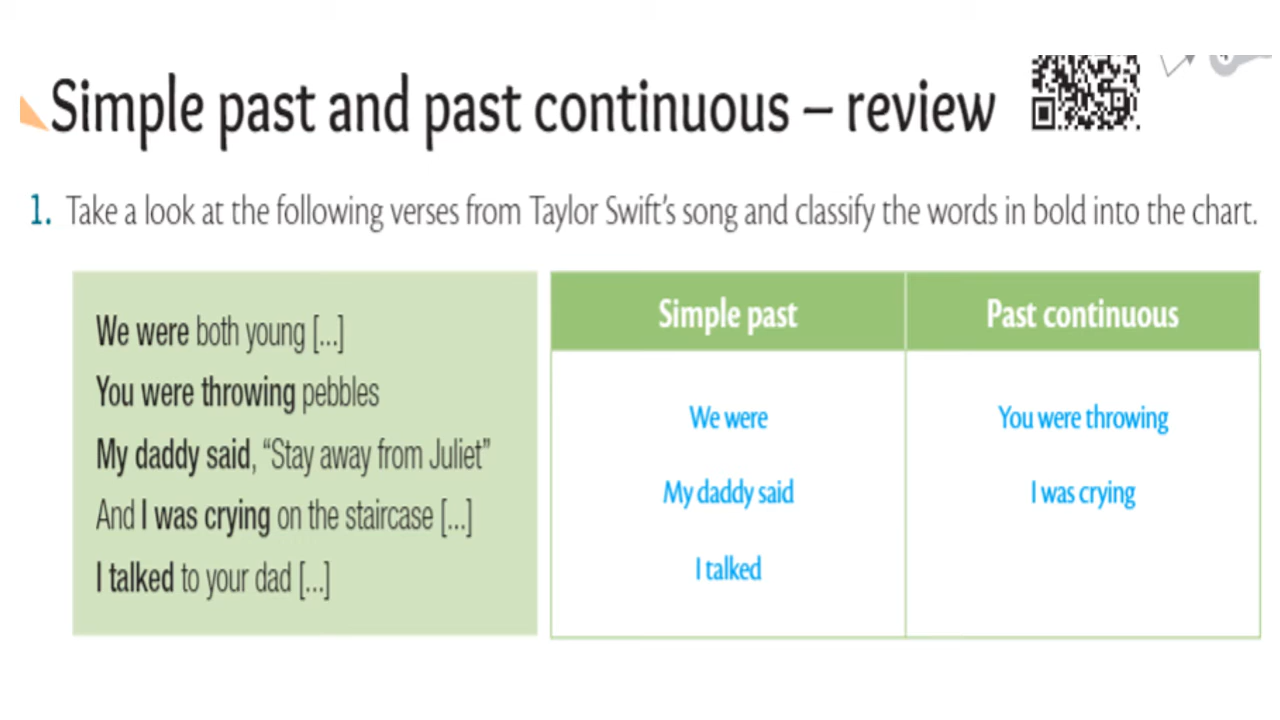 Simple past and past continuous – review
1. Take a look at the following verses from Taylor Swift's song and classify the words in bold into the chart.
We were both young [...]
You were throwing pebbles
My daddy said, “Stay away from Juliet”
And I was crying on the staircase [...]
I talked to your dad [...]
Simple past
Past continuous
We were
You were throwing
My daddy said
I was crying
I talked